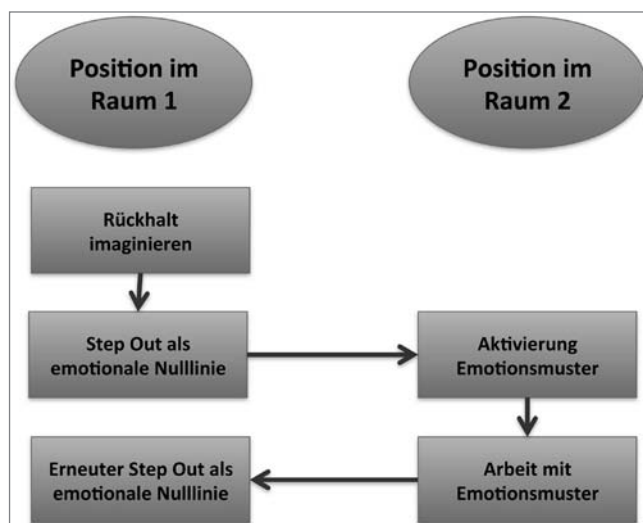 Position im
Raum 1
Position im
Raum 2
Rückhalt
imaginieren
Step Out als
emotionale Nulllinie
Aktivierung
Emotionsmuster
Erneuter Step Out als
emotionale Nulllinie
Arbeit mit
Emotionsmuster